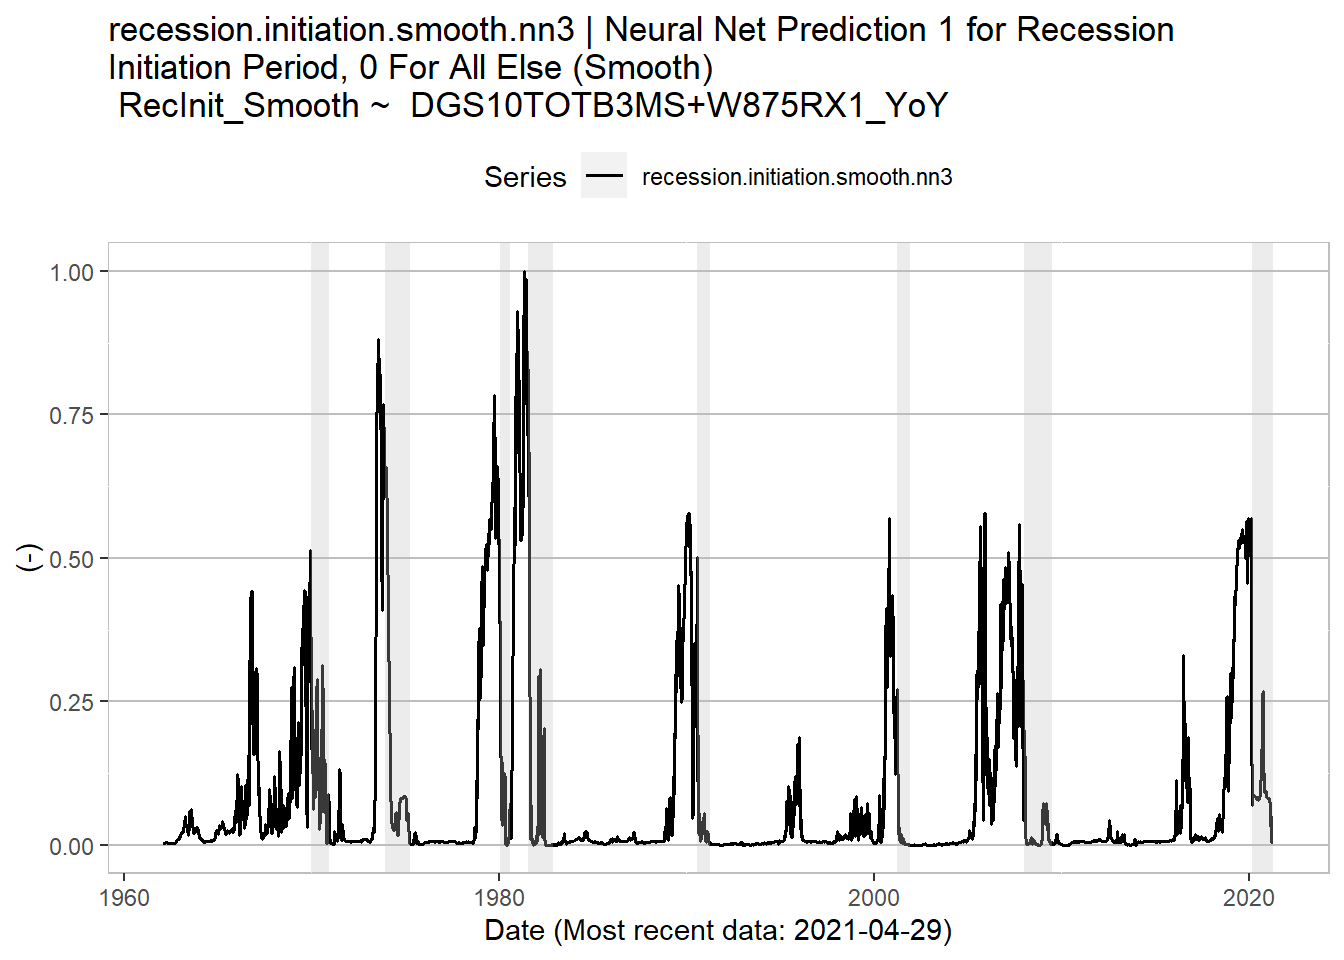 recession.initiation.smooth.nn3 | Neural Net Prediction 1 for Recession
Initiation Period, 0 For All Else (Smooth)
RecInit_Smooth ~  DGS10TOTB3MS+W875RX1_YoY
Series
recession.initiation.smooth.nn3
1.00
0.75
0.50
0.25
0.00
(-)
1960
1980
2000
2020
Date (Most recent data: 2021-04-29)